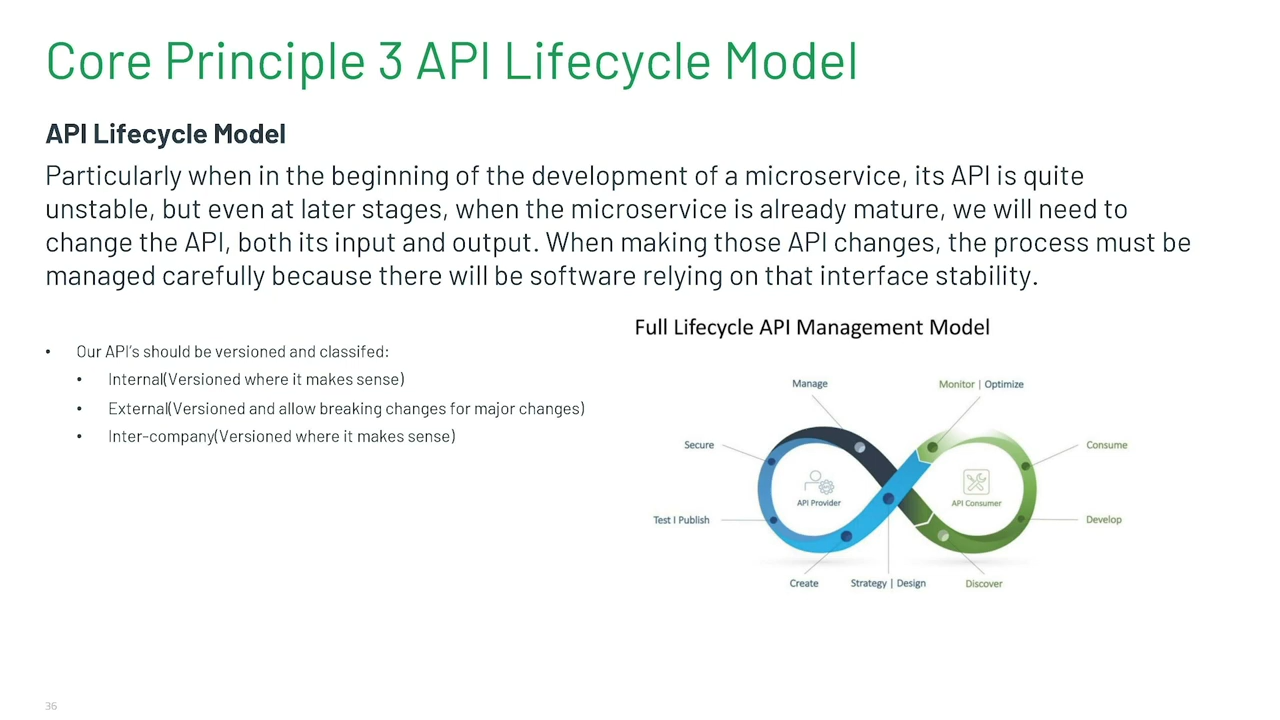 Core Principle 3 API Lifecycle Model
API Lifecycle Model
Particularly when in the beginning of the development of a microservice, its API is quite
unstable, but even at later stages, when the microservice is already mature, we will need to
change the API, both its input and output. When making those API changes, the process must be
managed carefully because there will be software relying on that interface stability.
• Our API's should be versioned and classifed:
• Internal(Versioned where it makes sense)
• External(Versioned and allow breaking changes for major changes)
• Inter-company(Versioned where it makes sense)
Full Lifecycle API Management Model
Manage
Monitor | Optimize
Secure
Consume
API Provider
API Consumer
Test | Publish
Develop
Create
Strategy | Design
Discover
36